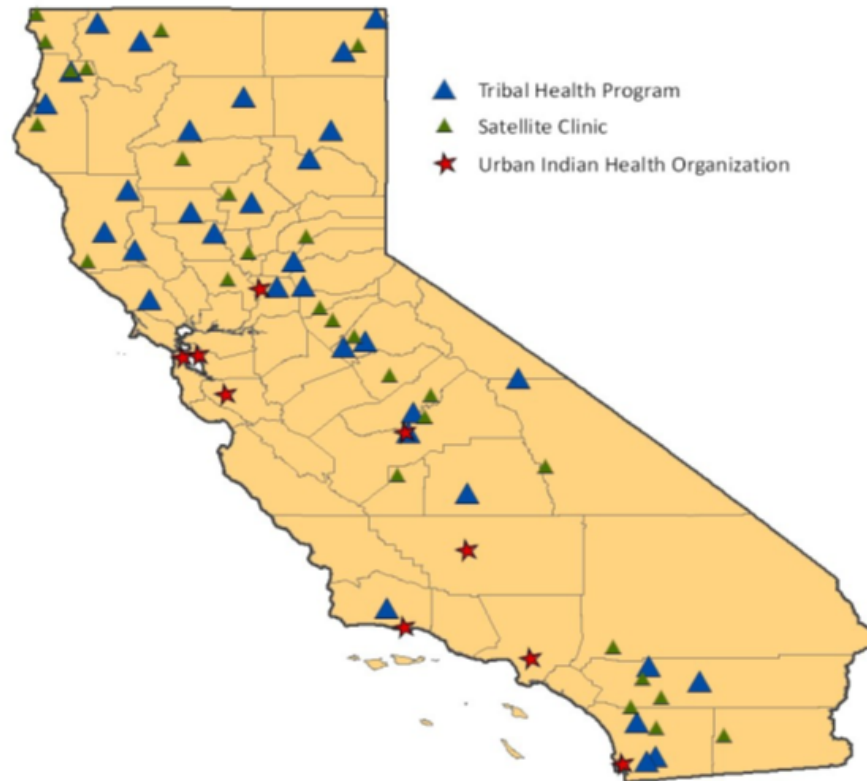 Tribal Health Program
Satellite Clinic
Urban Indian Health Organization